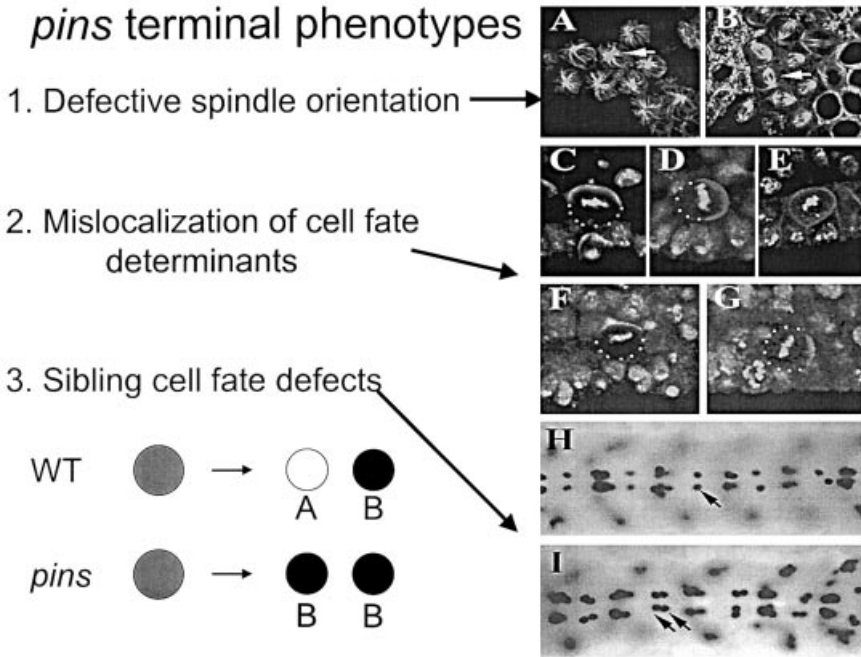 pins terminal phenotypes
1. Defective spindle orientation
2. Mislocalization of cell fate
determinants
3. Sibling cell fate defects
WT
A B
pins
B B
A B
C D E
F G
H
I